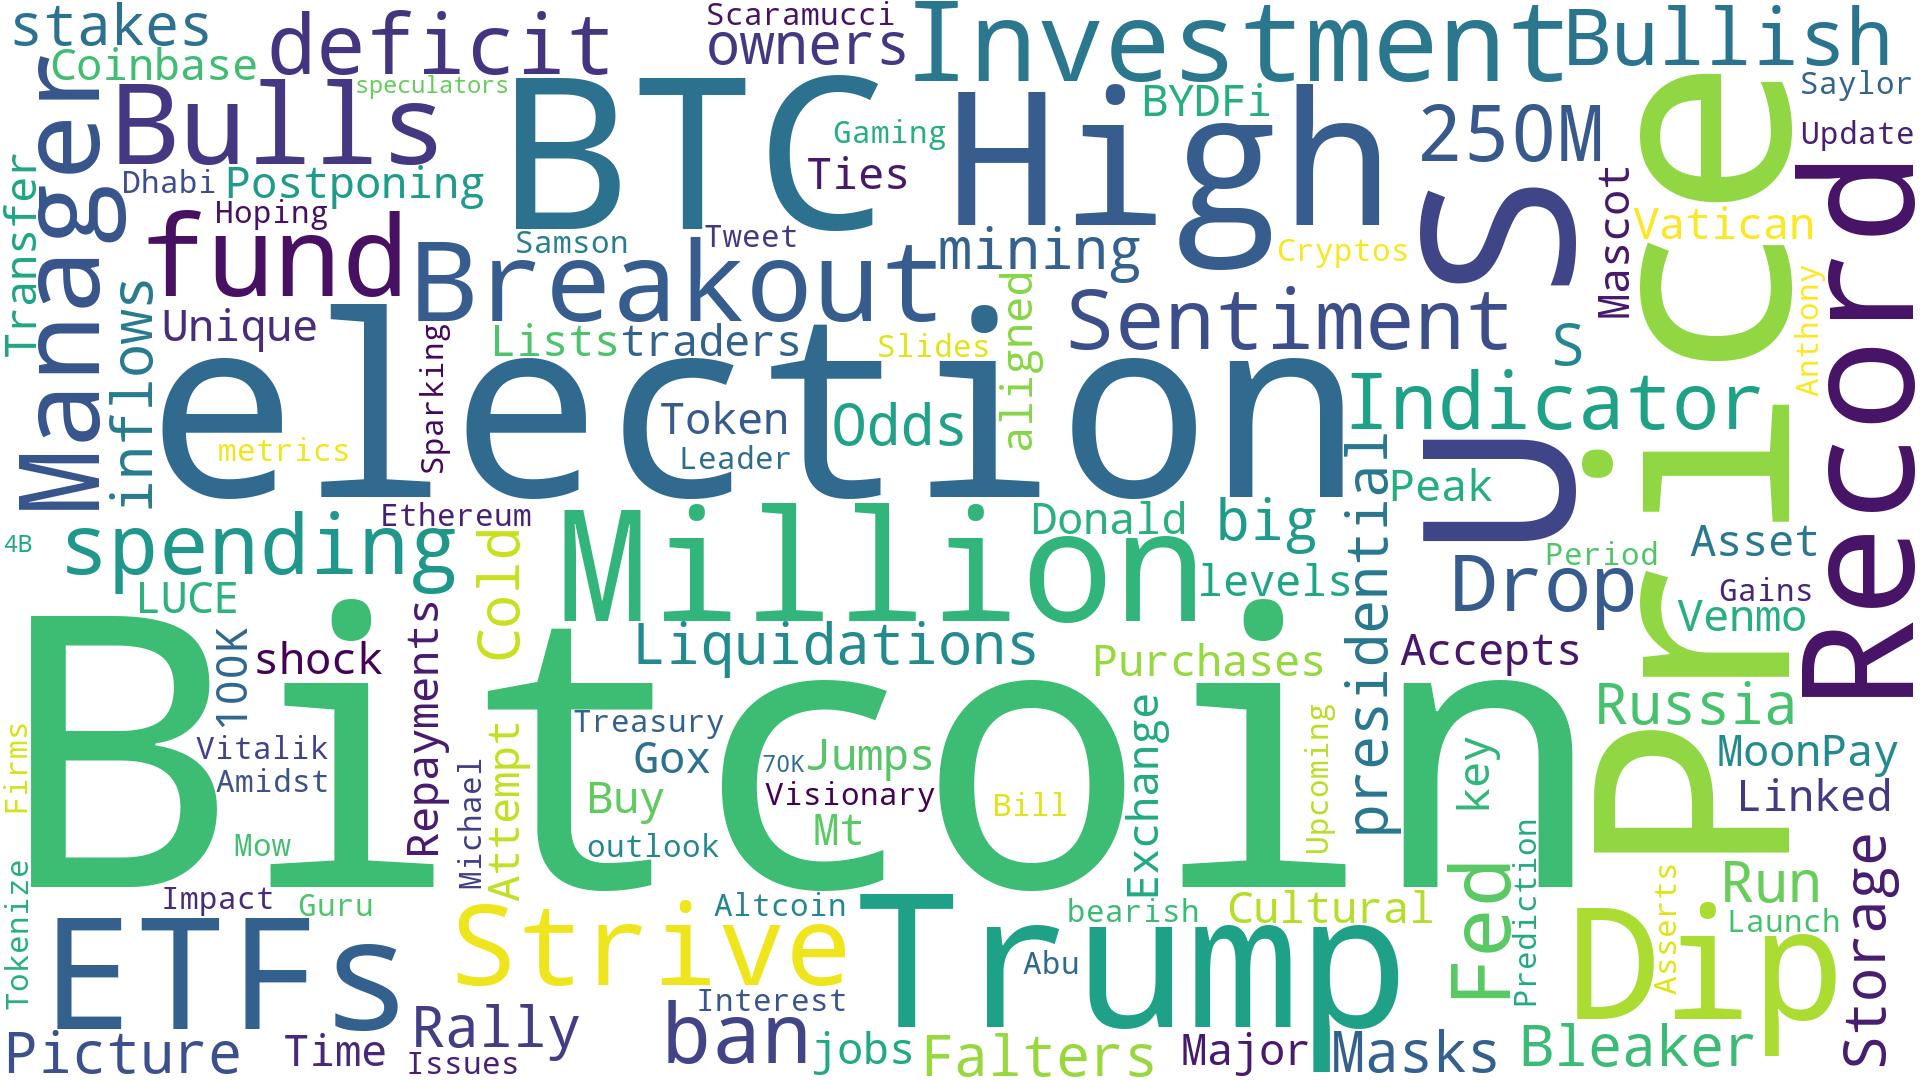 stakes
Coinbase
deficit
speculators
Scaramucci
owners
Investment
Bullish
Saylor
Update
Manager
Bulls
BTC
Gaming
Ties
High
BYDFi
250M
US
Mascot
Price
Vatican
Record
Transfer
Dhabi
Postponing
Hoping
fund
Samson
Tweet
Breakout
mining
Cryptos
Anthony
inflows
Unique
Sparking
Lists
traders
Slides
aligned
Sentiment
S
election
metrics
Token
Leader
Odds
Indicator
presidential
Peak
4B
spending
Ethereum
Cold
Million
Donald
big
levels
Drop
Period
Asset
Gains
Venmo
LUCE
100K
shock
Repayments
Liquidations
Purchases
Accepts
Russia
Bitcoin
Firms
Vitalik
Amidst
Mow
Michael
Attempt
Treasury
Gox
70K
Jumps
Visionary
Buy
Mt
outlook
Bill
Exchange
Upcoming
key
MoonPay
Linked
Tokenize
Impact
Guru
ETFs
Strive
Altcoin
Trump
bearish
Abu
Cultural
Fed
Prediction
Dip
Asserts
Run
Launch
Storage
Picture
Time
Rally
Issues
Interest
ban
jobs
Falters
Major
Masks
Bleaker